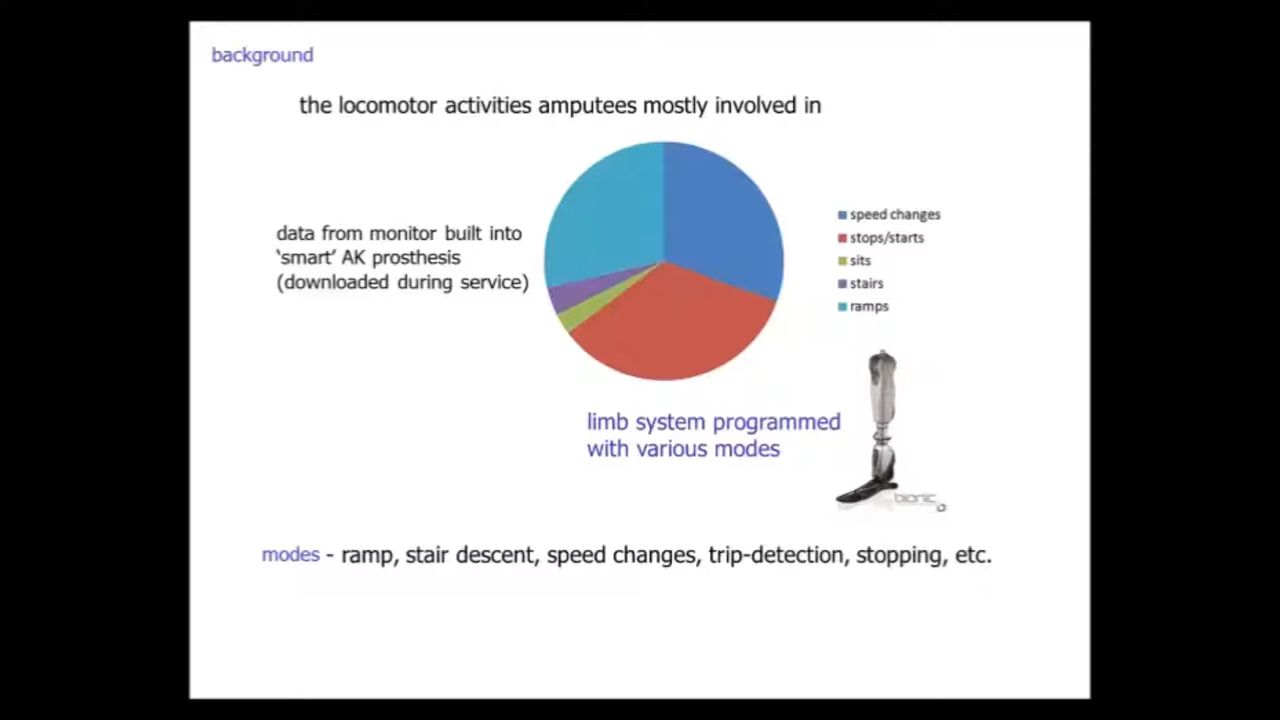 background
the locomotor activities amputees mostly involved in
data from monitor built into
‘smart’ AK prosthesis
(downloaded during service)
speed changes
stops/starts
sits
stairs
ramps
limb system programmed
with various modes
bionic
modes - ramp, stair descent, speed changes, trip-detection, stopping, etc.